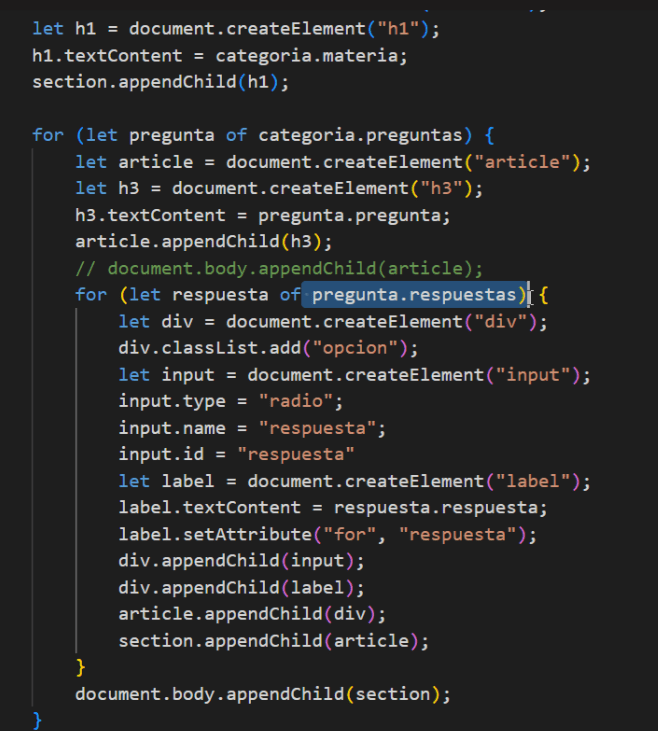 let h1 = document.createElement("h1");
h1.textContent = categoria.materia;
section.appendChild(h1);
for (let pregunta of categoria.preguntas) {
let article = document.createElement("article");
let h3 = document.createElement("h3");
h3.textContent = pregunta.pregunta;
article.appendChild(h3);
// document.body.appendChild(article);
for (let respuesta of pregunta.respuestas) {
let div = document.createElement("div");
div.classList.add("opcion");
let input = document.createElement("input");
input.type = "radio";
input.name = "respuesta";
input.id = "respuesta"
let label = document.createElement("label");
label.textContent = respuesta.respuesta;
label.setAttribute("for", "respuesta");
div.appendChild(input);
div.appendChild(label);
article.appendChild(div);
section.appendChild(article);
}
document.body.appendChild(section);
}